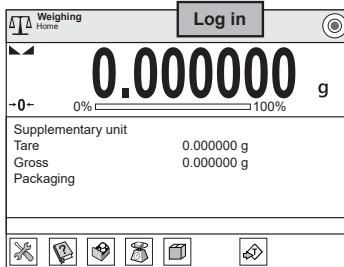 Weighing
Home
Log in
0.000000 g
→0← 0% 100%
Supplementary unit
Tare 0.000000 g
Gross 0.000000 g
Packaging
T